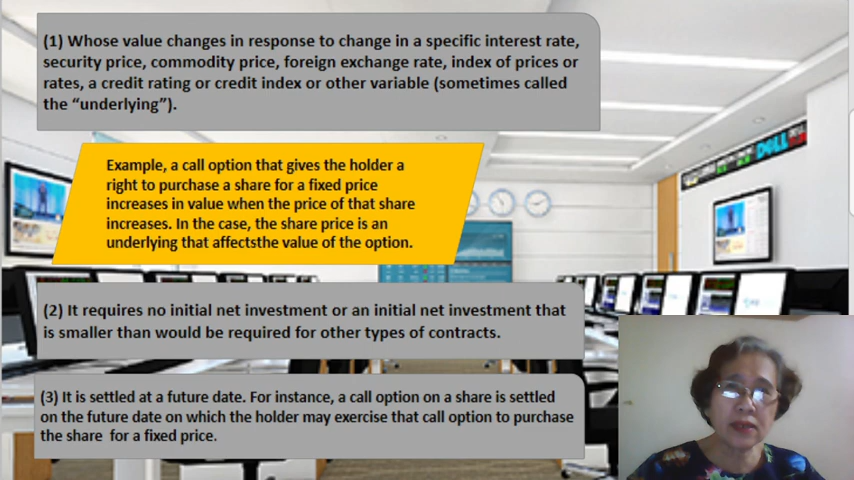 (1) Whose value changes in response to change in a specific interest rate,
security price, commodity price, foreign exchange rate, index of prices or
rates, a credit rating or credit index or other variable (sometimes called
the “underlying”).
Example, a call option that gives the holder a
right to purchase a share for a fixed price
increases in value when the price of that share
increases. In the case, the share price is an
underlying that affectsthe value of the option.
DELL
(2) It requires no initial net investment or an initial net investment that
is smaller than would be required for other types of contracts.
(3) It is settled at a future date. For instance, a call option on a share is settled
on the future date on which the holder may exercise that call option to purchase
the share for a fixed price.